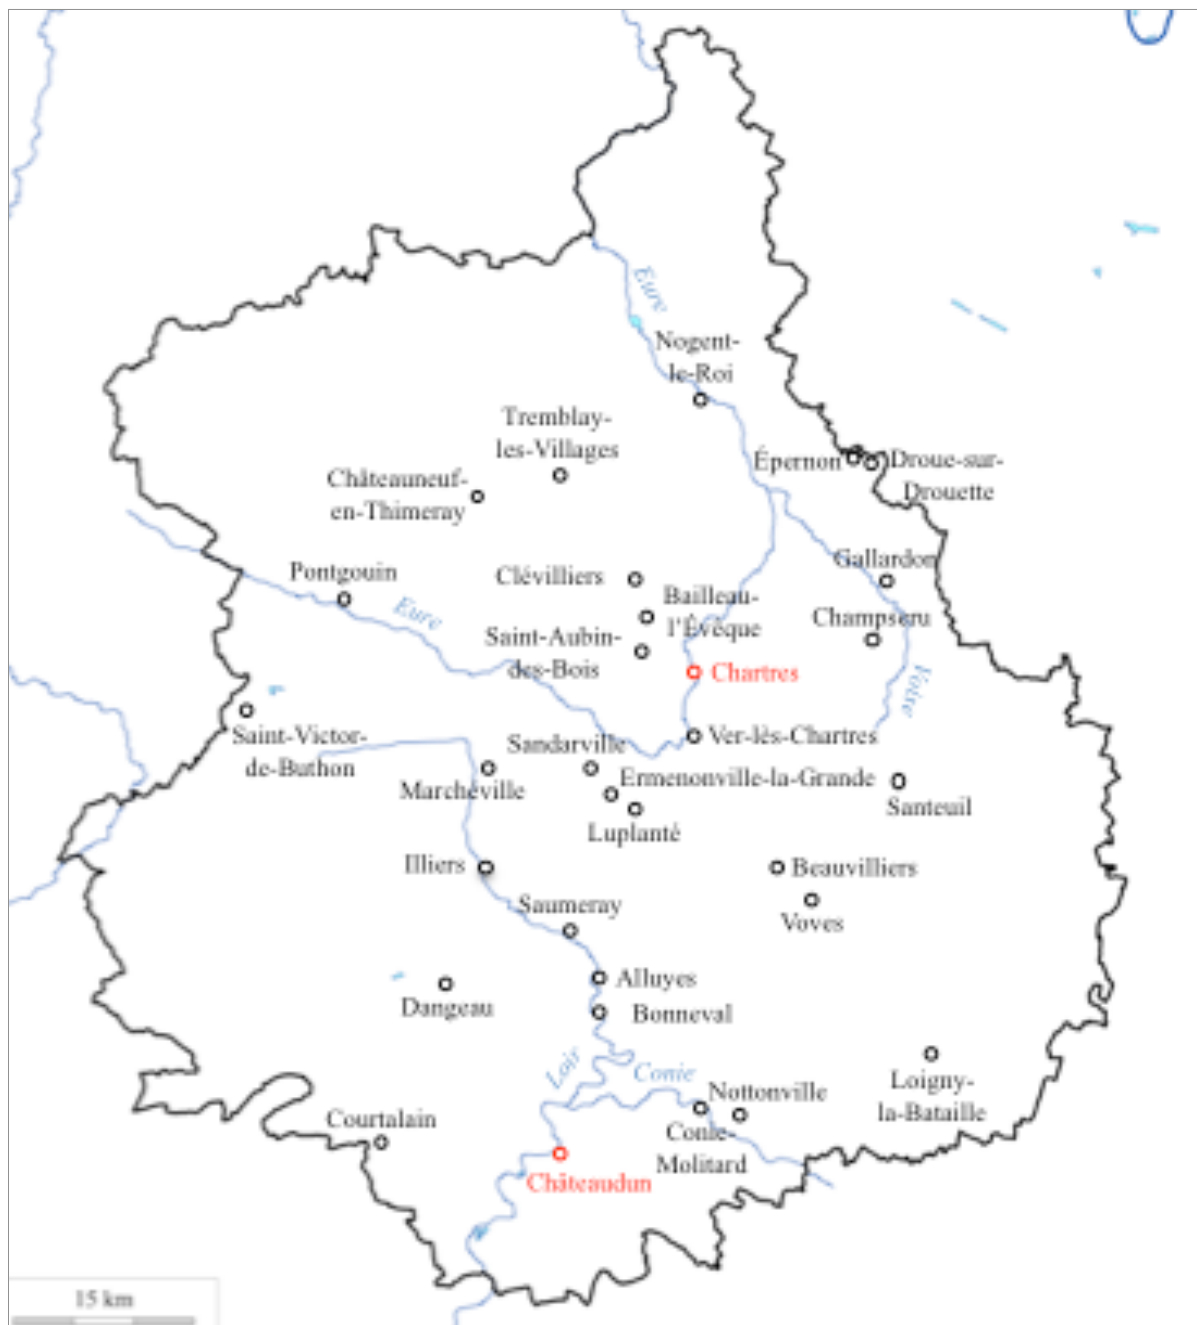 Eure
Nogent-
le-Roi
Tremblay-
les-Villages
Épernon
Droue-sur-
Drouette
Châteauneuf-
en-Thimeray
Gallardon
Pontgouin
Clévilliers
Bailleau-
l'Évêque
Eure
Champseru
Saint-Aubin-
des-Bois
Chartres
Voise
Saint-Victor-
de-Buthon
Sandarville
Ver-lès-Chartres
Marchéville
Ermenonville-la-Grande
Santeuil
Luplanté
Illiers
Beauvilliers
Saumeray
Voves
Alluyes
Dangeau
Bonneval
Loir
Conie
Nottonville
Loigny-
la-Bataille
Courtalain
Conie-
Molitard
Châteaudun
15 km